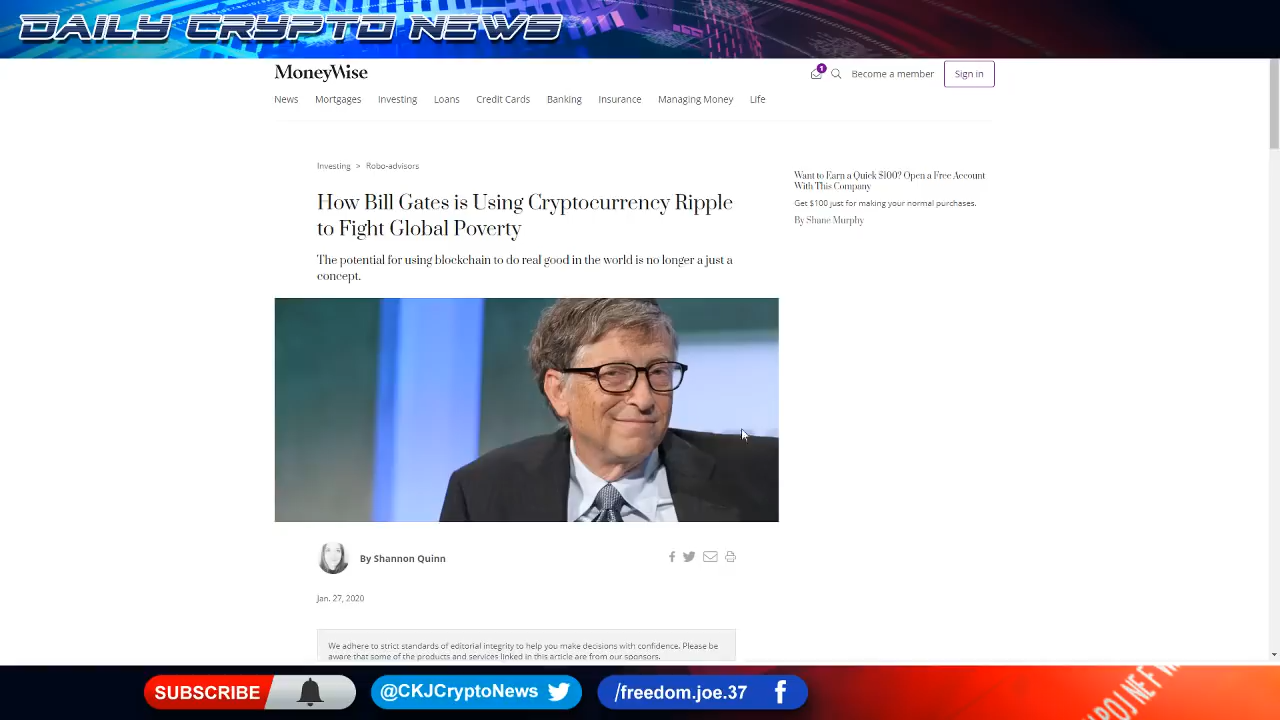 DAILY CRYPTO NEWS
MoneyWise
1
Become a member
Sign in
News
Mortgages
Investing
Loans
Credit Cards
Banking
Insurance
Managing Money
Life
Investing > Robo-advisors
How Bill Gates is Using Cryptocurrency Ripple
to Fight Global Poverty
The potential for using blockchain to do real good in the world is no longer a just a
concept.
Want to Earn a Quick $100? Open a Free Account
With This Company
Get $100 just for making your normal purchases.
By Shane Murphy
By Shannon Quinn
Jan. 27, 2020
We adhere to strict standards of editorial integrity to help you make decisions with confidence. Please be
aware that some of the products and services linked in this article are from our sponsors.
SUBSCRIBE
@CKJCryptoNews
/freedom.joe.37